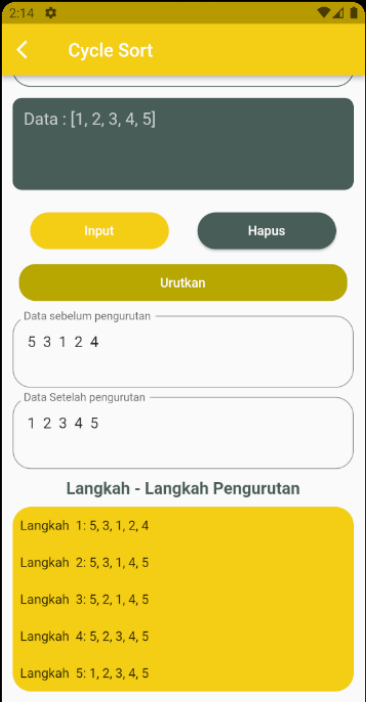 2:14
Cycle Sort
Data : [1, 2, 3, 4, 5]
Input
Hapus
Urutkan
Data sebelum pengurutan
5 3 1 2 4
Data Setelah pengurutan
1 2 3 4 5
Langkah - Langkah Pengurutan
Langkah 1: 5, 3, 1, 2, 4
Langkah 2: 5, 3, 1, 4, 5
Langkah 3: 5, 2, 1, 4, 5
Langkah 4: 5, 2, 3, 4, 5
Langkah 5: 1, 2, 3, 4, 5